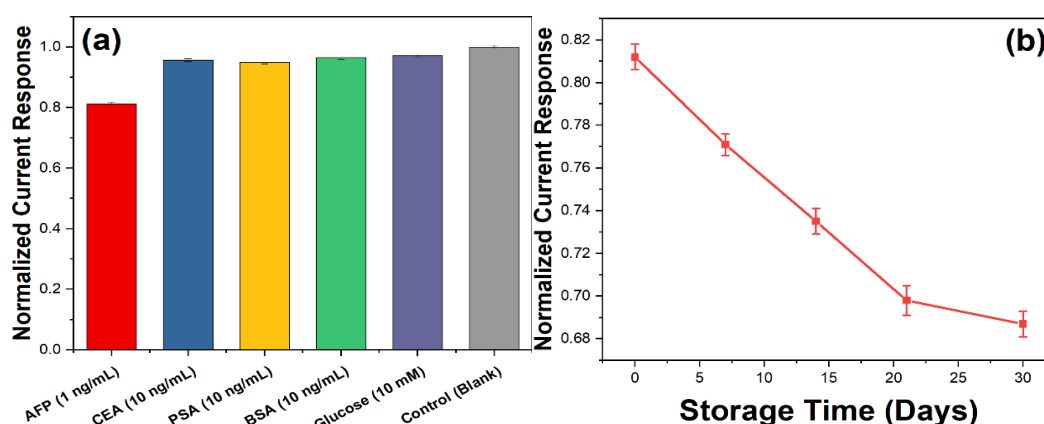 (a)
Normalized Current Response
1.0
0.8
0.6
0.4
0.2
0.0
AFP (1 ng/mL)
CEA (10 ng/mL)
PSA (10 ng/mL)
BSA (10 ng/mL)
Glucose (10 mM)
Control (Blank)
(b)
Normalized Current Response
0.82
0.80
0.78
0.76
0.74
0.72
0.70
0.68
0
5
10
15
20
25
30
Storage Time (Days)